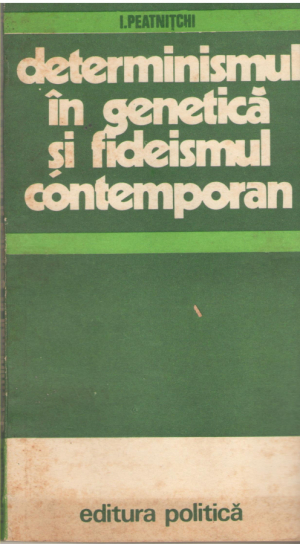 I.PEATNIȚCHI
determinismul
în genetică
și fideismul
contemporan
editura politică